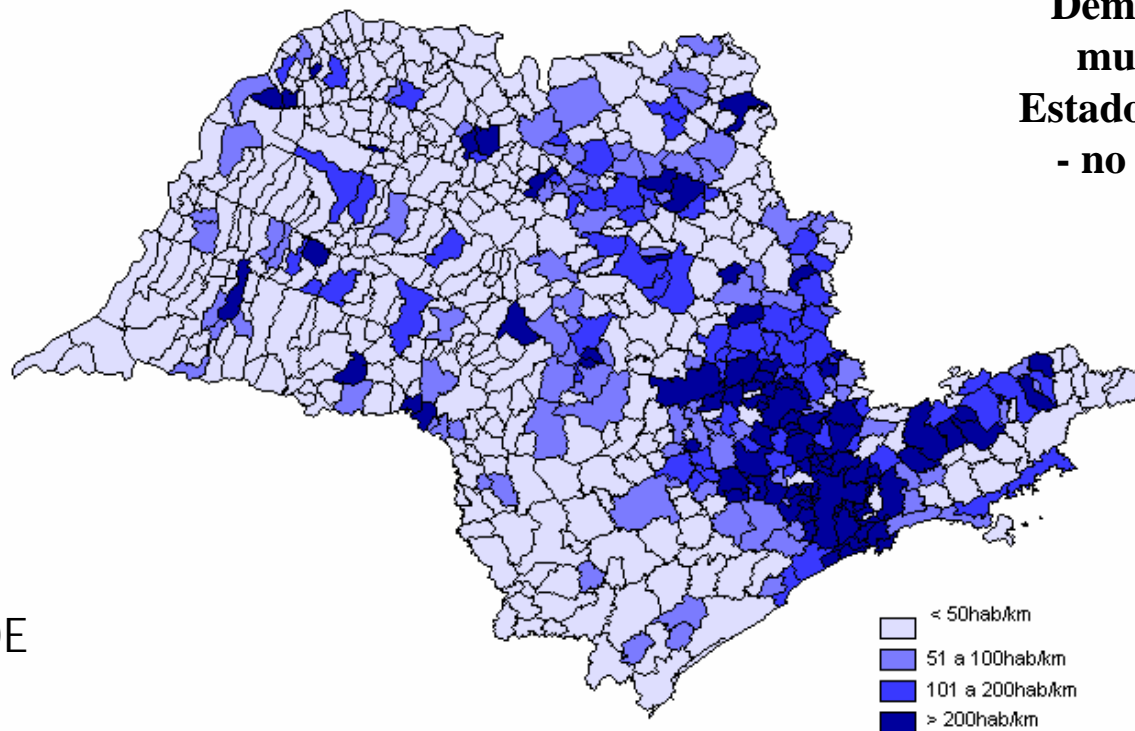 Dem
mu
Estado
- no
E
< 50hab/km
51 a 100hab/km
101 a 200hab/km
> 200hab/km